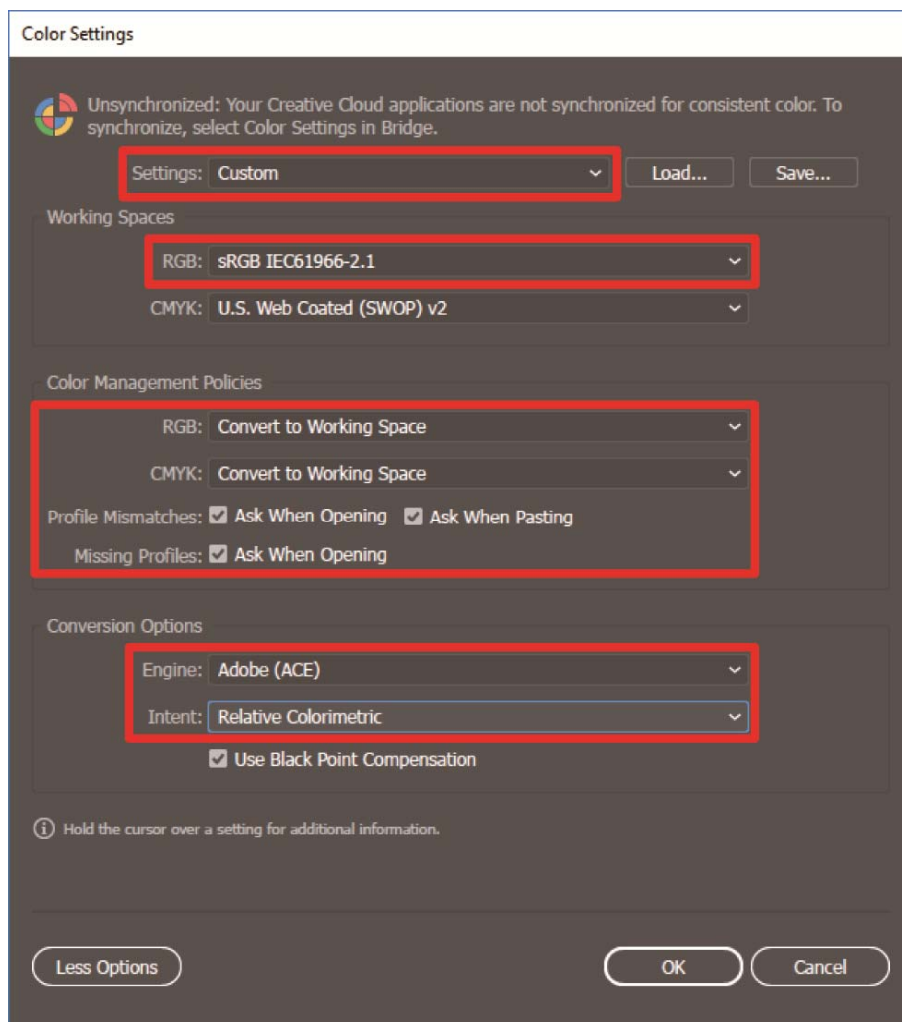 Color Settings
Unsynchronized: Your Creative Cloud applications are not synchronized for consistent color. To
synchronize, select Color Settings in Bridge.
Settings: Custom Load... Save...
Working Spaces
RGB: sRGB IEC61966-2.1
CMYK: U.S. Web Coated (SWOP) v2
Color Management Policies
RGB: Convert to Working Space
CMYK: Convert to Working Space
Profile Mismatches: Ask When Opening Ask When Pasting
Missing Profiles: Ask When Opening
Conversion Options
Engine: Adobe (ACE)
Intent: Relative Colorimetric
Use Black Point Compensation
Hold the cursor over a setting for additional information.
Less Options OK Cancel